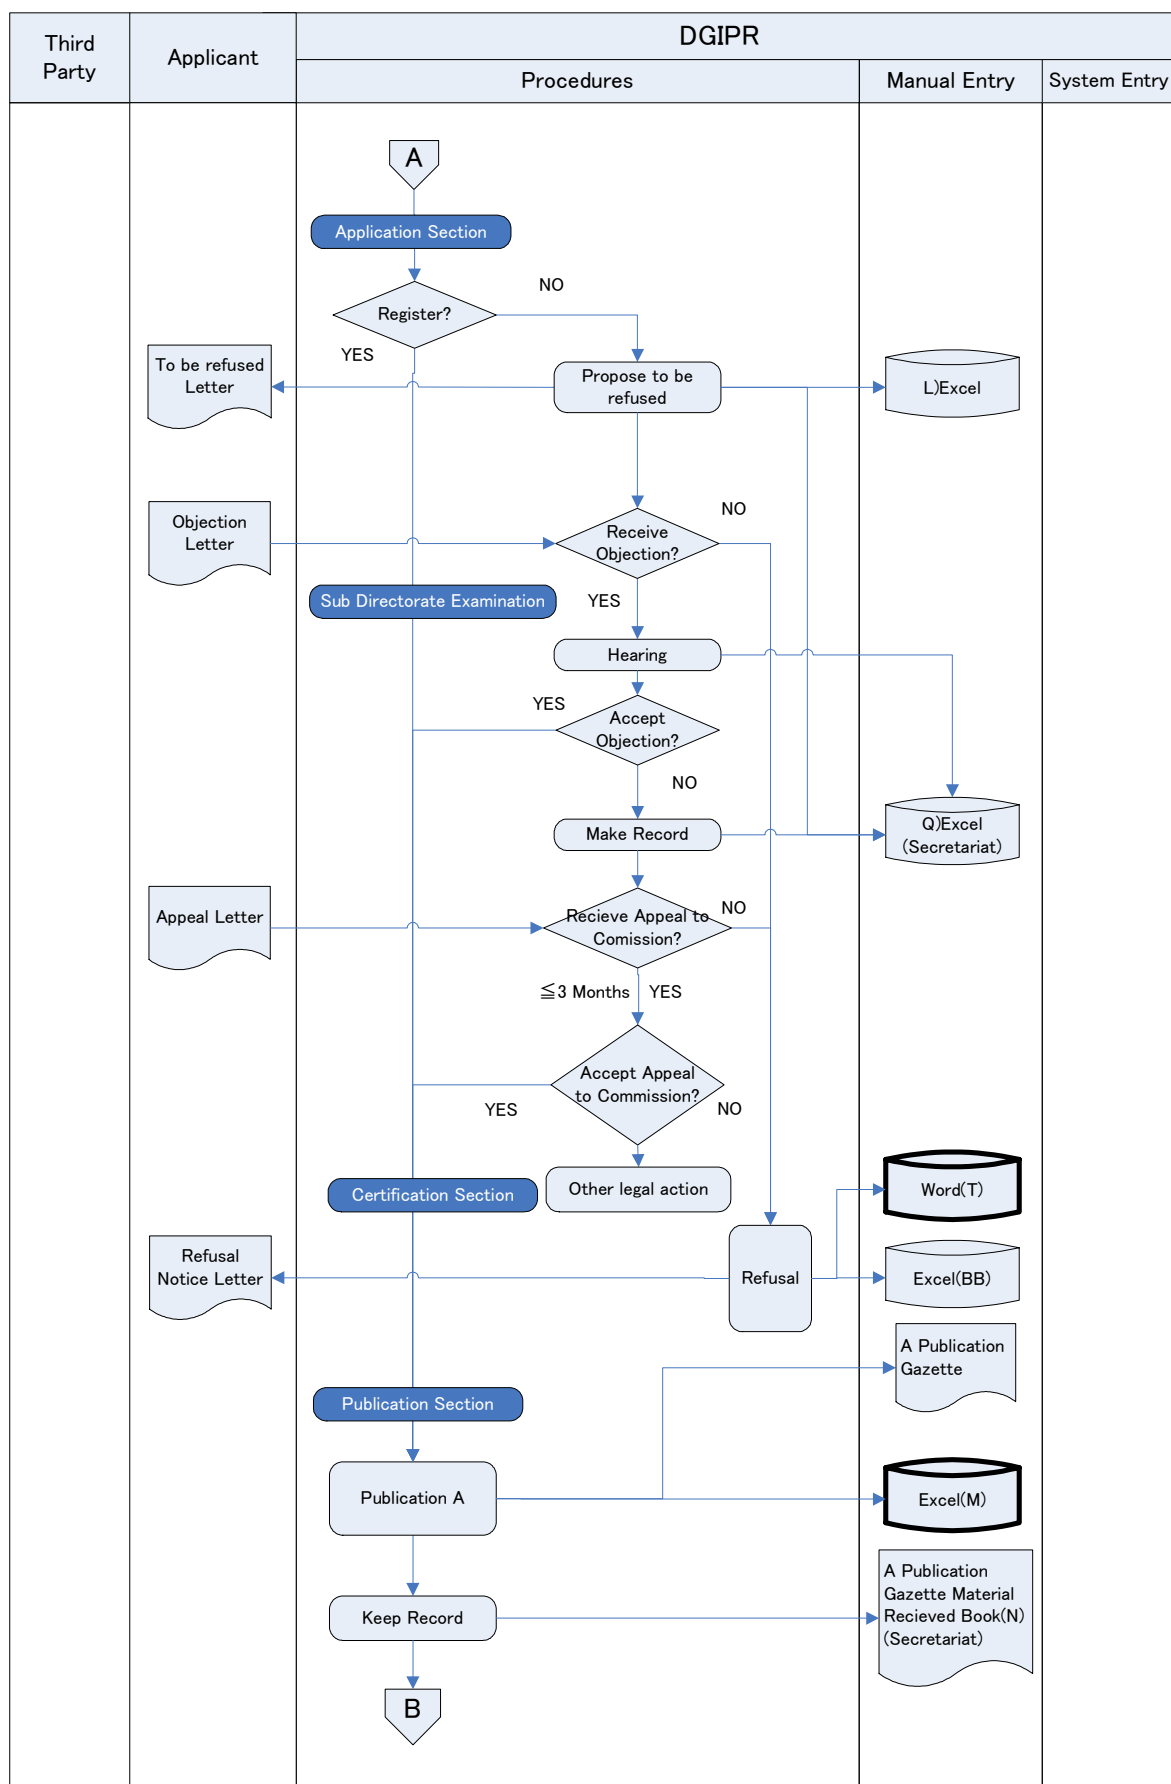 Third
Party
Applicant
DGIPR
Procedures
Manual Entry
System Entry
A
Application Section
NO
Register?
YES
To be refused
Letter
Propose to be
refused
L)Excel
Objection
Letter
NO
Receive
Objection?
Sub Directorate Examination
YES
Hearing
YES
Accept
Objection?
NO
Q)Excel
(Secretariat)
Make Record
Appeal Letter
Recieve Appeal to
Comission?
NO
≦3 Months
YES
Accept Appeal
to Commission?
YES
NO
Other legal action
Certification Section
Word(T)
Refusal
Notice Letter
Refusal
Excel(BB)
A Publication
Gazette
Publication Section
Publication A
Excel(M)
A Publication
Gazette Material
Recieved Book(N)
(Secretariat)
Keep Record
B